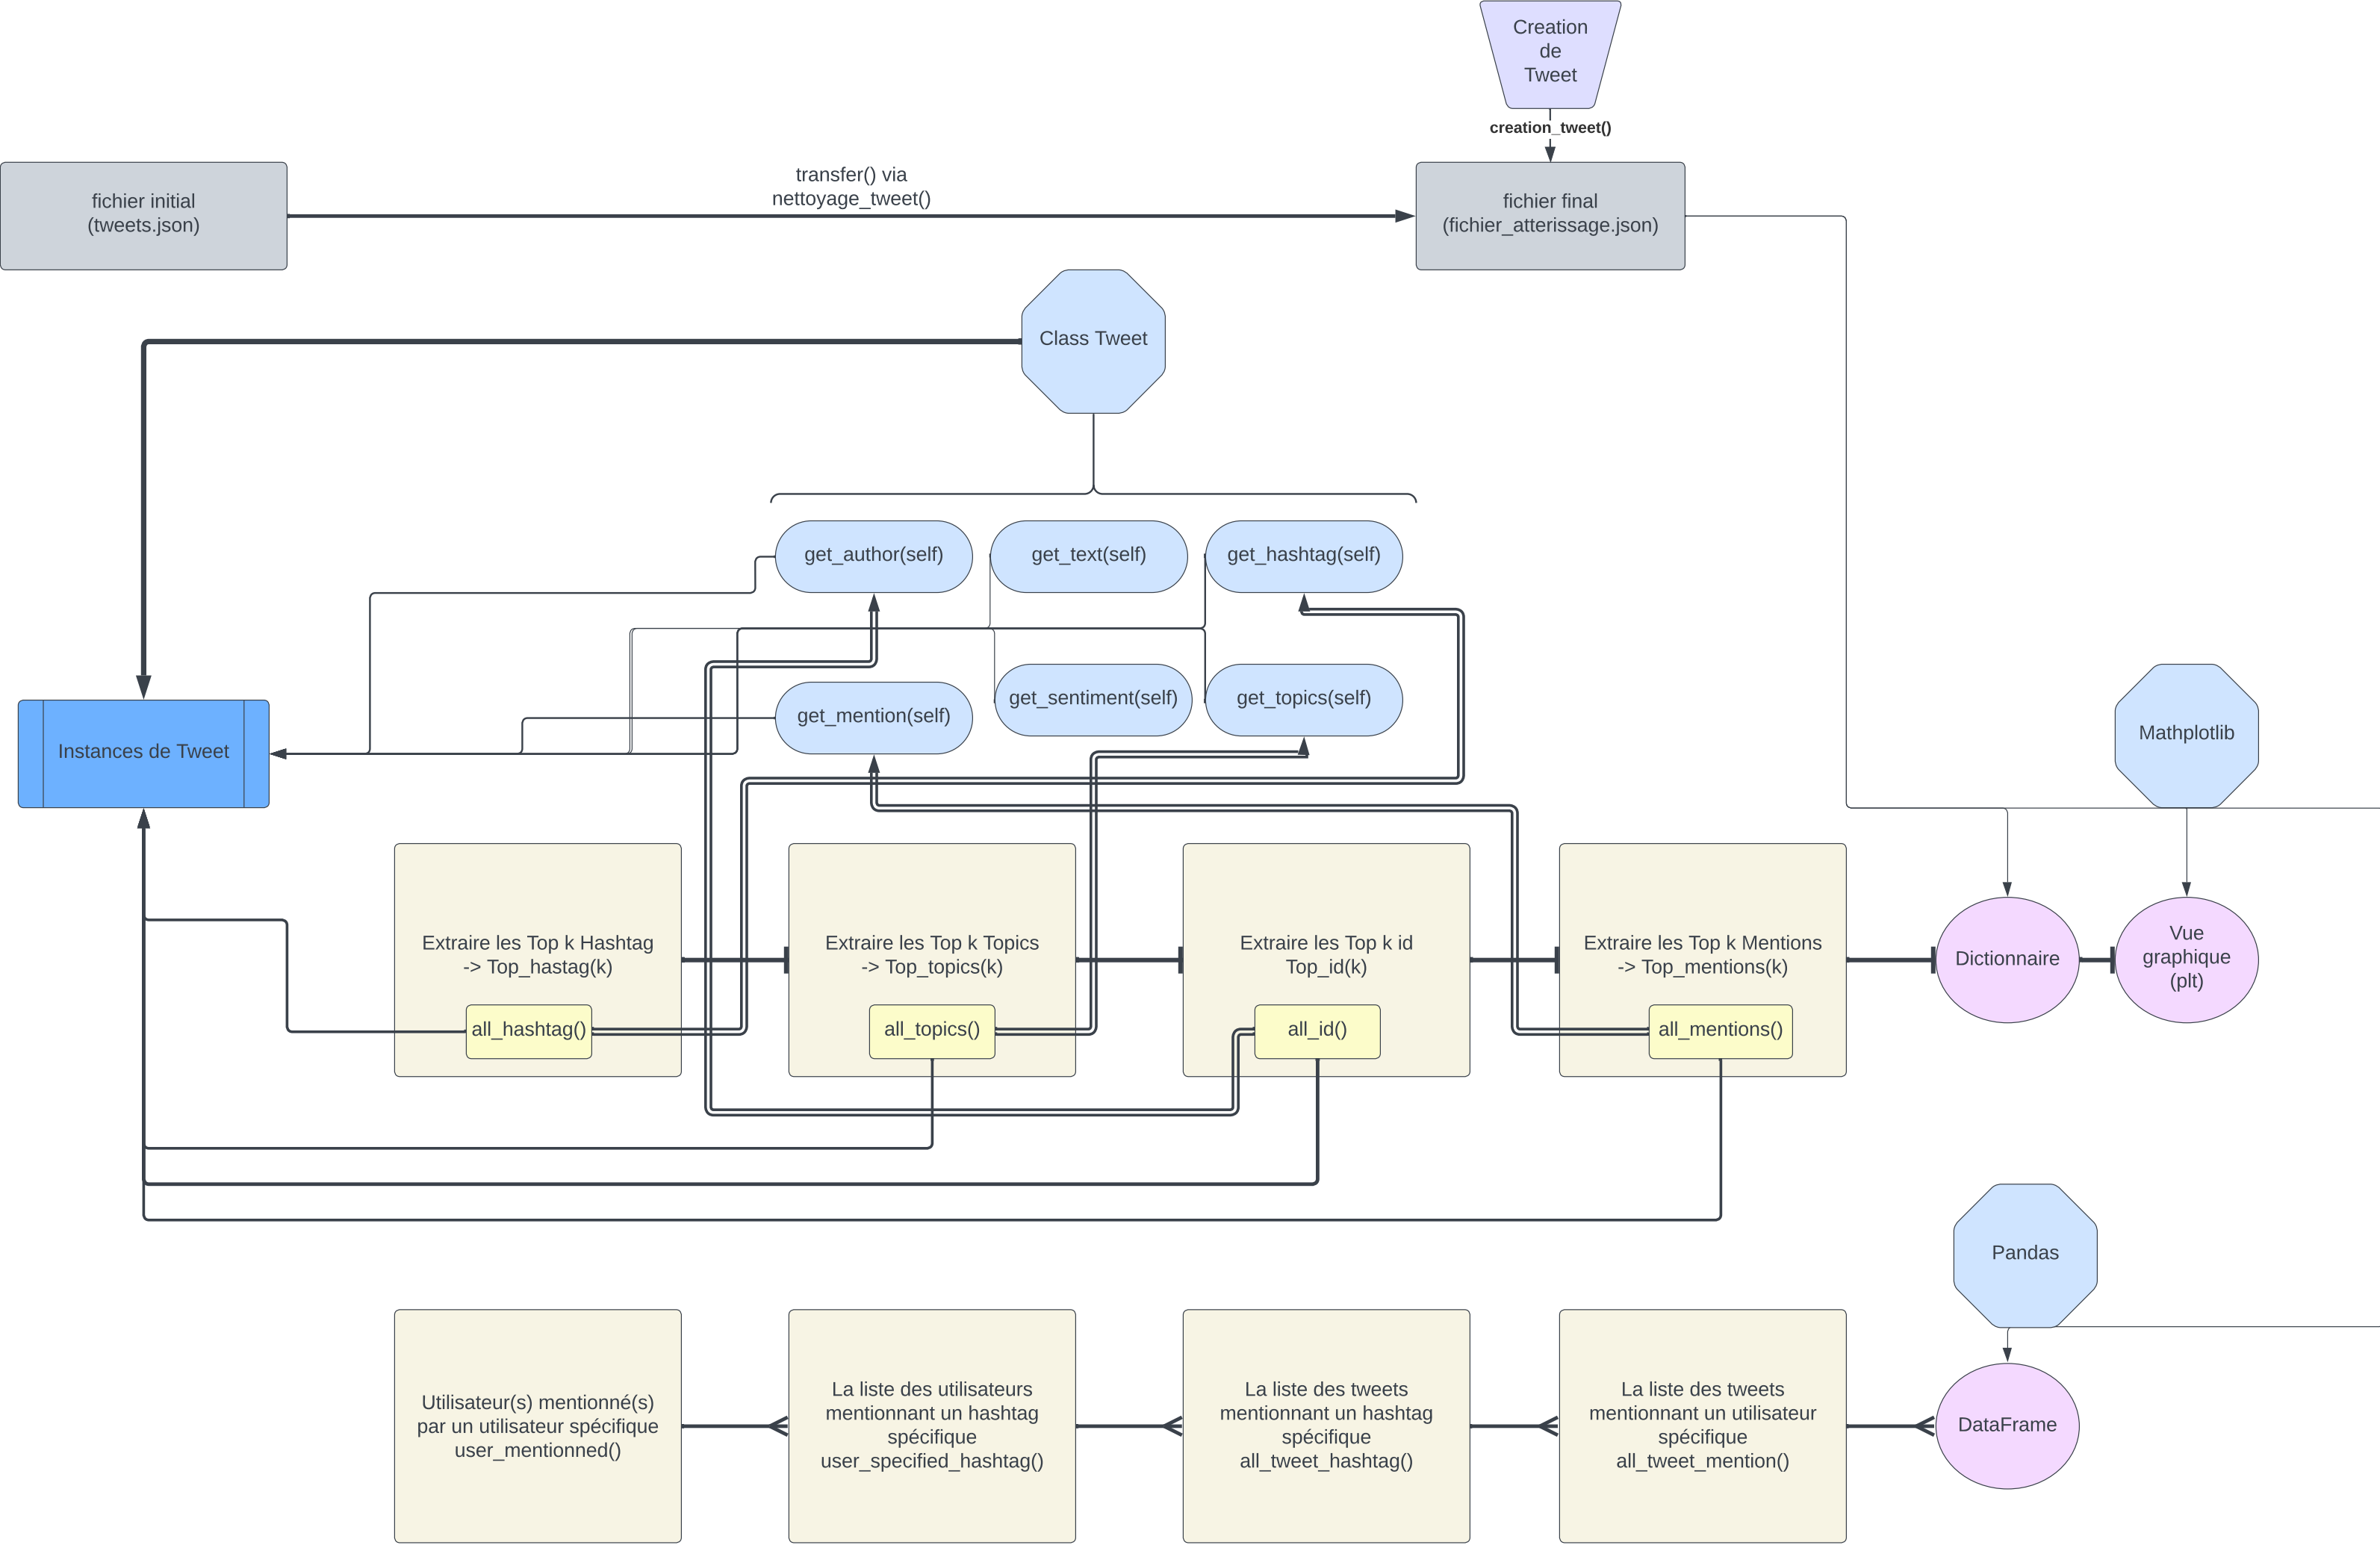 Creation
de
Tweet
creation_tweet()
fichier initial
(tweets.json)
transfer() via
nettoyage_tweet()
fichier final
(fichier_atterissage.json)
Class Tweet
get_author(self)
get_text(self)
get_hashtag(self)
get_mention(self)
get_sentiment(self)
get_topics(self)
Instances de Tweet
Mathplotlib
Extraire les Top k Hashtag
-> Top_hastag(k)
all_hashtag()
Extraire les Top k Topics
-> Top_topics(k)
all_topics()
Extraire les Top k id
Top_id(k)
all_id()
Extraire les Top k Mentions
-> Top_mentions(k)
all_mentions()
Dictionnaire
Vue
graphique
(plt)
Pandas
Utilisateur(s) mentionné(s)
par un utilisateur spécifique
user_mentionned()
La liste des utilisateurs
mentionnant un hashtag
spécifique
user_specified_hashtag()
La liste des tweets
mentionnant un hashtag
spécifique
all_tweet_hashtag()
La liste des tweets
mentionnant un utilisateur
spécifique
all_tweet_mention()
DataFrame